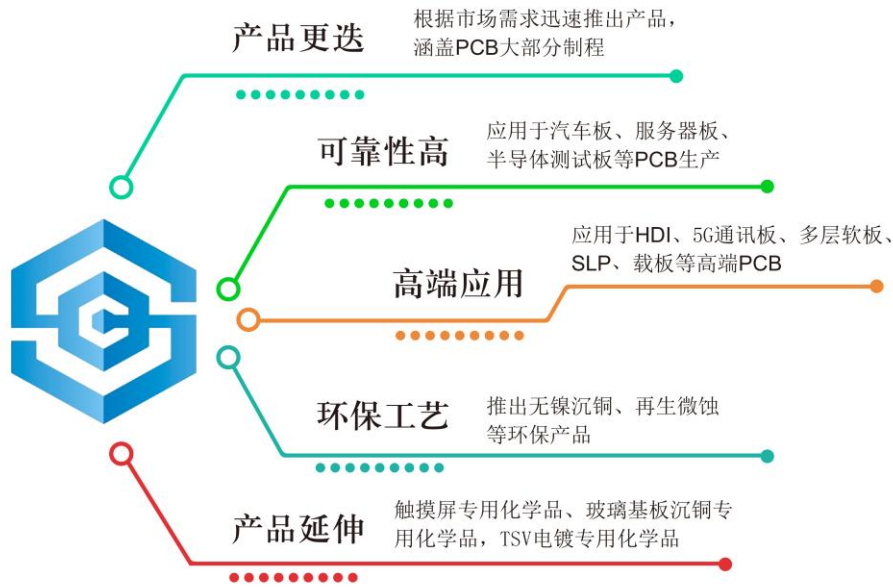 产品更迭
根据市场需求迅速推出产品，
涵盖PCB大部分制程
可靠性高
应用于汽车板、服务器板、
半导体测试板等PCB生产
高端应用
应用于HDI、5G通讯板、多层软板、
SLP、载板等高端PCB
环保工艺
推出无镍沉铜、再生微蚀
等环保产品
产品延伸
触摸屏专用化学品、玻璃基板沉铜专
用化学品，TSV电镀专用化学品